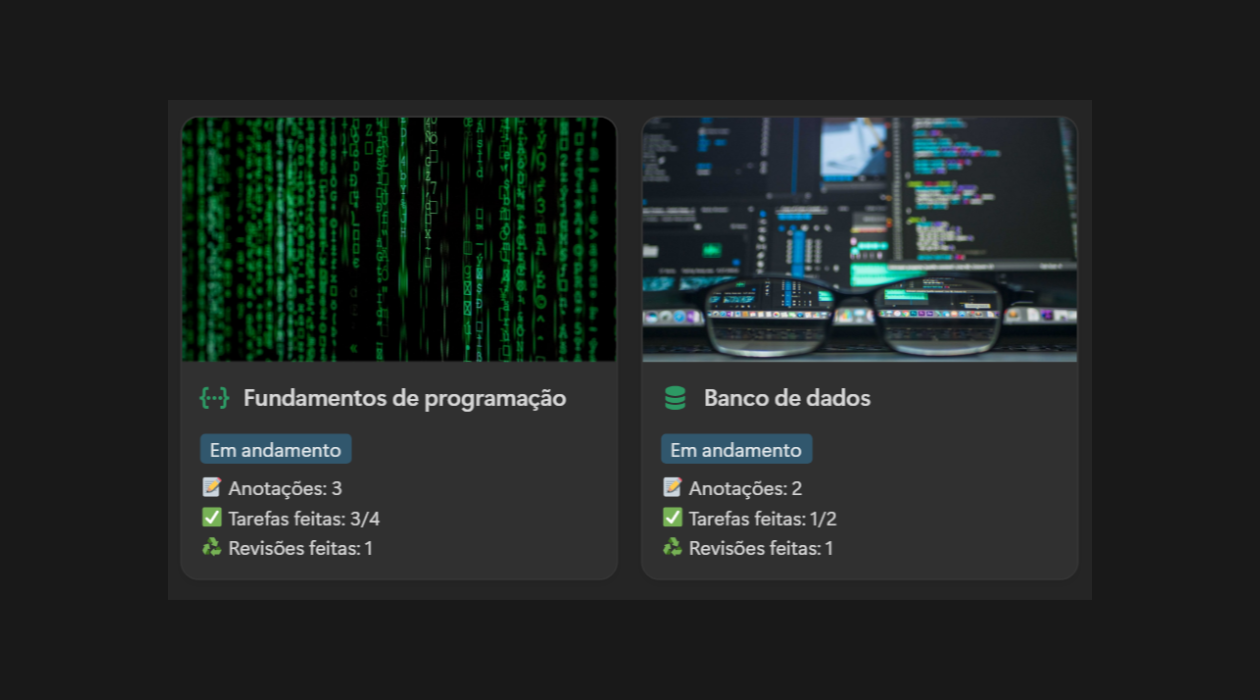 Fundamentos de programação
Em andamento
📝 Anotações: 3
✅ Tarefas feitas: 3/4
♻ Revisões feitas: 1
Banco de dados
Em andamento
📝 Anotações: 2
✅ Tarefas feitas: 1/2
♻ Revisões feitas: 1